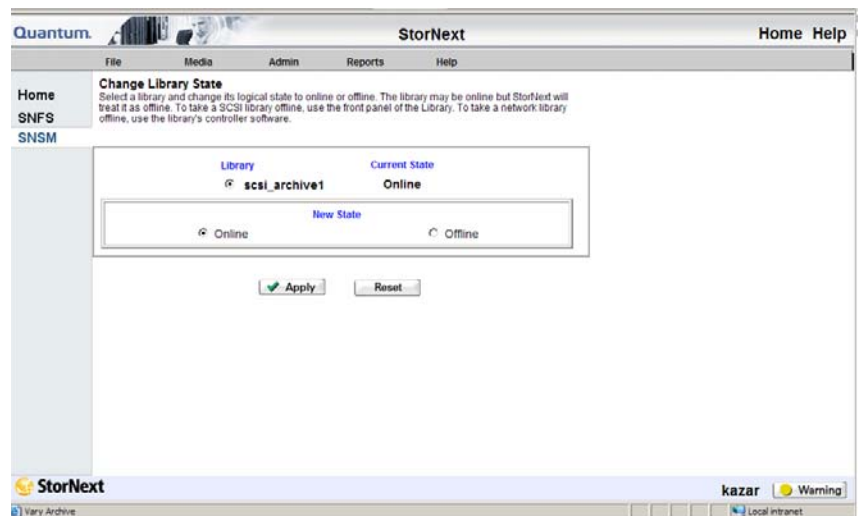 Quantum. StorNext Home Help
File Media Admin Reports Help
Home
SNFS
SNSM
Change Library State
Select a library and change its logical state to online or offline. The library may be online but StorNext will
treat it as offline. To take a SCSI library offline, use the front panel of the Library. To take a network library
offline, use the library's controller software.
Library Current State
scsi_archive1 Online
New State
Online Offline
Apply Reset
StorNext kazar Warning
Vary Archive Local intranet